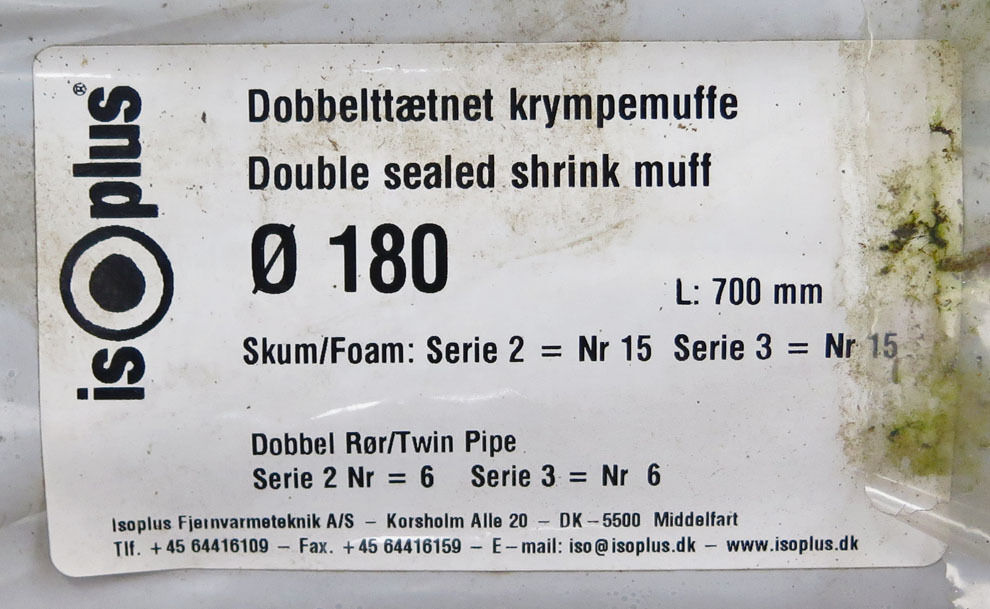 isoplus®
Dobbelttætnet krympemuffe
Double sealed shrink muff
Ø 180
L: 700 mm
Skum/Foam: Serie 2 = Nr 15 Serie 3 = Nr 15
Dobbel Rør/Twin Pipe
Serie 2 Nr = 6 Serie 3 = Nr 6
Isoplus Fjernvarmeteknik A/S – Korsholm Alle 20 – DK–5500 Middelfart
Tlf. +45 64416109 – Fax. +45 64416159 – E–mail: iso@isoplus.dk – www.isoplus.dk